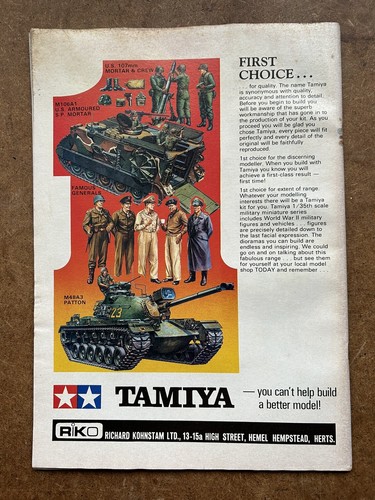 U.S. 107mm
MORTAR & CREW
M106A1
U.S. ARMOURED
S.P. MORTAR
FAMOUS
GENERALS
M48A3
PATTON
23
FIRST
CHOICE...
. . . for quality. The name Tamiya
is synonymous with quality,
accuracy and attention to detail.
Before you begin to build you
will be aware of the superb
workmanship that has gone in to
the production of your kit. As you
proceed you will be glad you
chose Tamiya, every piece will fit
perfectly and every detail of the
original will be faithfully
reproduced.
1st choice for the discerning
modeller. When you build with
Tamiya you know you will
achieve a first-class result —
first time!
1st choice for extent of range.
Whatever your modelling
interests there will be a Tamiya
kit for you. Tamiya 1/35th scale
military miniature series
includes World War II military
figures and vehicles . . . figures
are precisely detailed down to
the last facial expression. The
dioramas you can build are
endless and inspiring. We could
go on and on talking about this
fabulous range . . . but see them
for yourself at your local model
shop TODAY and remember . . .
TAMIYA
— you can't help build
a better model!
RIKO
RICHARD KOHNSTAM LTD., 13-15a HIGH STREET, HEMEL HEMPSTEAD, HERTS.